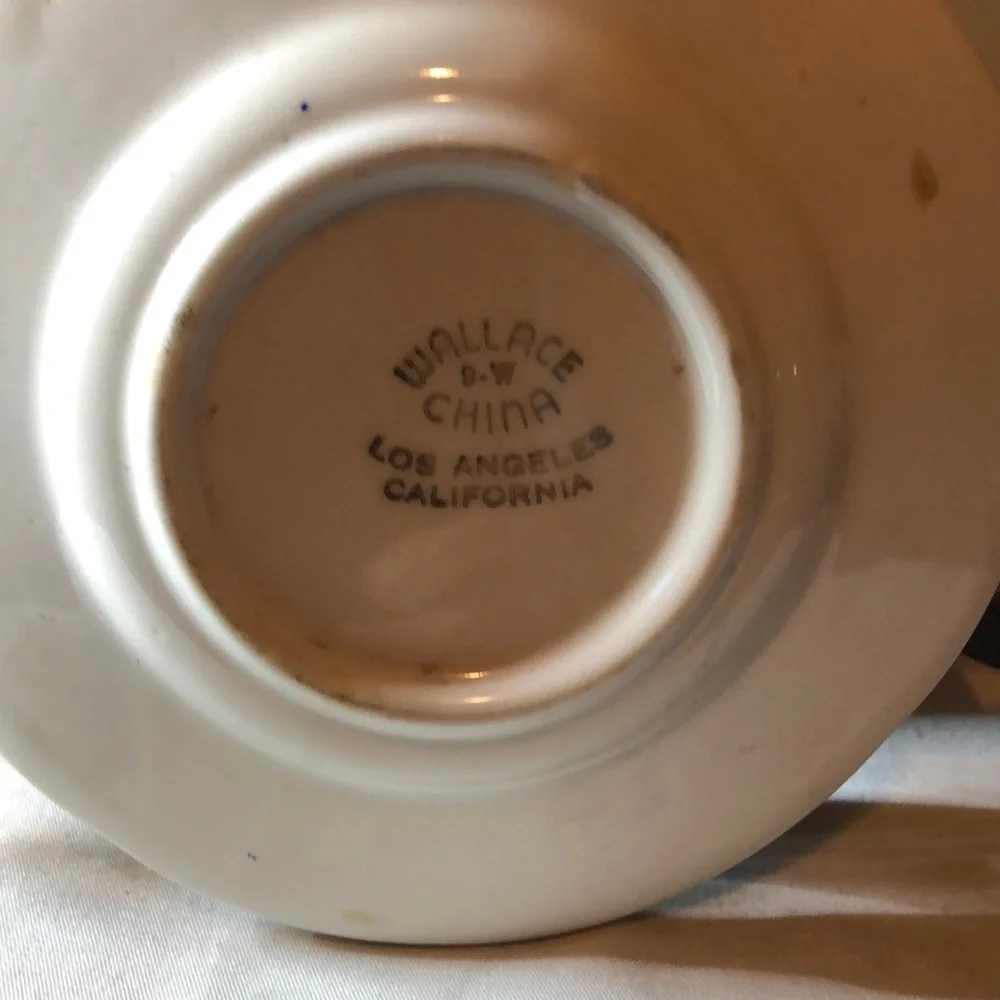 WALLACE
9-W
CHINA
LOS ANGELES
CALIFORNIA